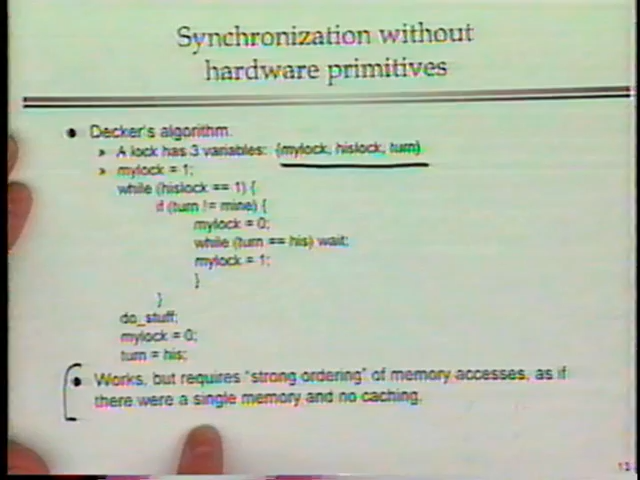 Synchronization without
hardware primitives
• Decker's algorithm.
» A lock has 3 variables: {mylock, hislock, turn}
» mylock = 1;
while (hislock == 1) {
if (turn != mine) {
mylock = 0;
while (turn == his) wait;
mylock = 1;
}
}
do_stuff;
mylock = 0;
turn = his;
• Works, but requires "strong ordering" of memory accesses, as if
there were a single memory and no caching.